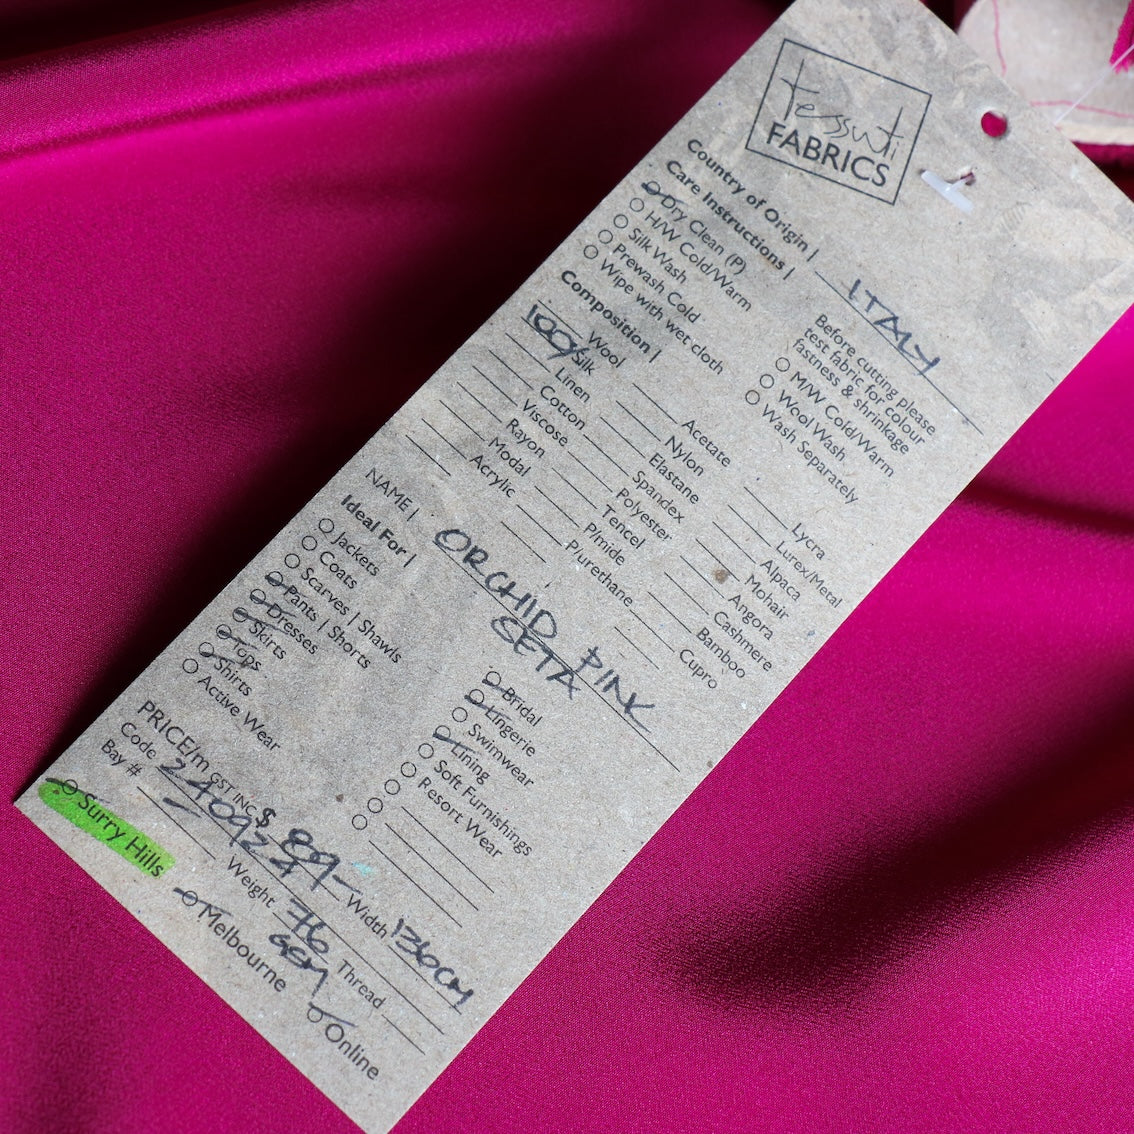 tessuti
FABRICS
Country of Origin | ITALY
Care Instructions |
Dry Clean (P)
H/W Cold/Warm
Silk Wash
Prewash Cold
Wipe with wet cloth
Before cutting please
test fabric for colour
fastness & shrinkage
M/W Cold/Warm
Wool Wash
Wash Separately
Composition |
Wool
100% Silk
Linen
Cotton
Viscose
Rayon
Modal
Acrylic
Acetate
Nylon
Elastane
Spandex
Polyester
Tencel
P/mide
P/urethane
Lycra
Lurex/Metal
Alpaca
Mohair
Angora
Cashmere
Bamboo
Cupro
NAME | ORCHID PINK
SETA
Ideal For |
Jackets
Coats
Scarves | Shawls
Pants | Shorts
Dresses
Skirts
Tops
Shirts
Active Wear
Bridal
Lingerie
Swimwear
Lining
Soft Furnishings
Resort Wear
PRICE/m GST INC $ 89-
Code 240924 Width 136CM
Bay # Weight 76 Thread
GSM
Surry Hills Melbourne Online